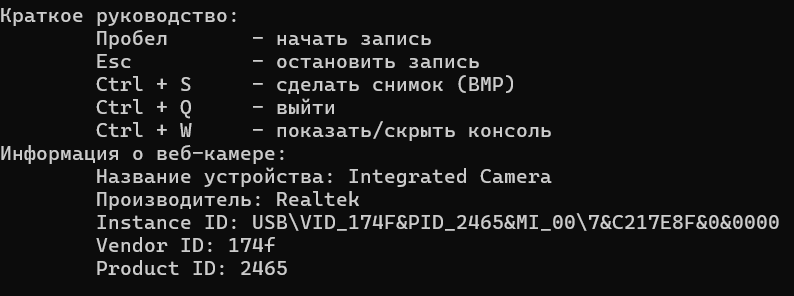 Краткое руководство:
Пробел - начать запись
Esc - остановить запись
Ctrl + S - сделать снимок (BMP)
Ctrl + Q - выйти
Ctrl + W - показать/скрыть консоль
Информация о веб-камере:
Название устройства: Integrated Camera
Производитель: Realtek
Instance ID: USB\VID_174F&PID_2465&MI_00\7&C217E8F&0&0000
Vendor ID: 174f
Product ID: 2465